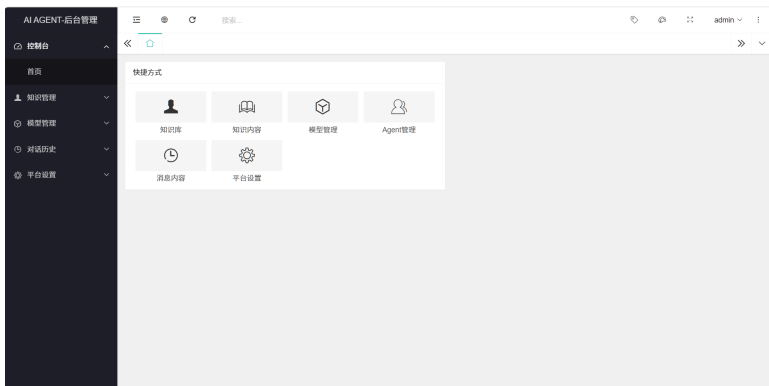 AI AGENT-后台管理
搜索...
admin
控制台
首页
知识管理
模型管理
对话历史
平台设置
快捷方式
知识库 知识内容 模型管理 Agent管理
消息内容 平台设置